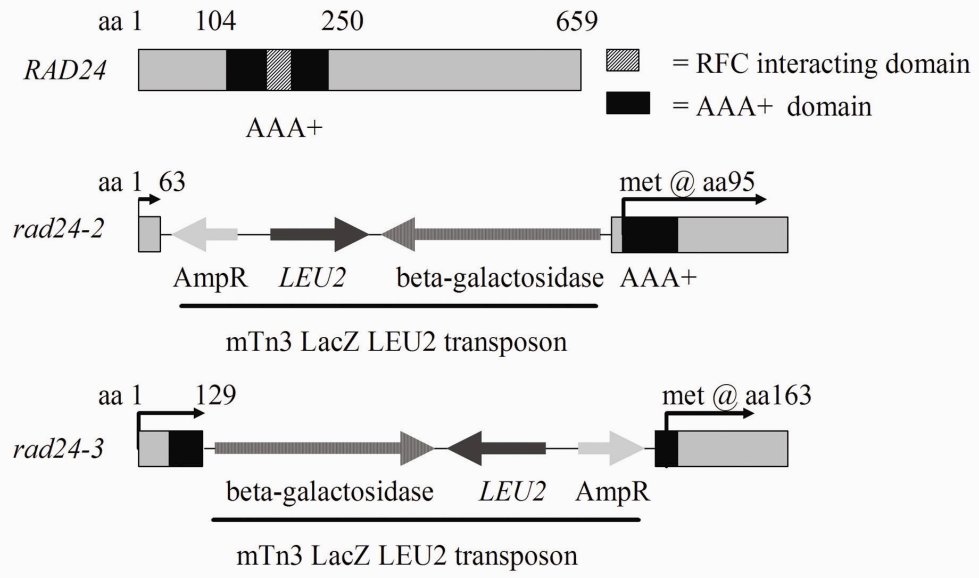 aa 1 104 250 659
RAD24
= RFC interacting domain
= AAA+ domain
AAA+
aa 1 63
met @ aa95
rad24-2
AmpR LEU2 beta-galactosidase AAA+
mTn3 LacZ LEU2 transposon
aa 1 129
met @ aa163
rad24-3
beta-galactosidase LEU2 AmpR
mTn3 LacZ LEU2 transposon